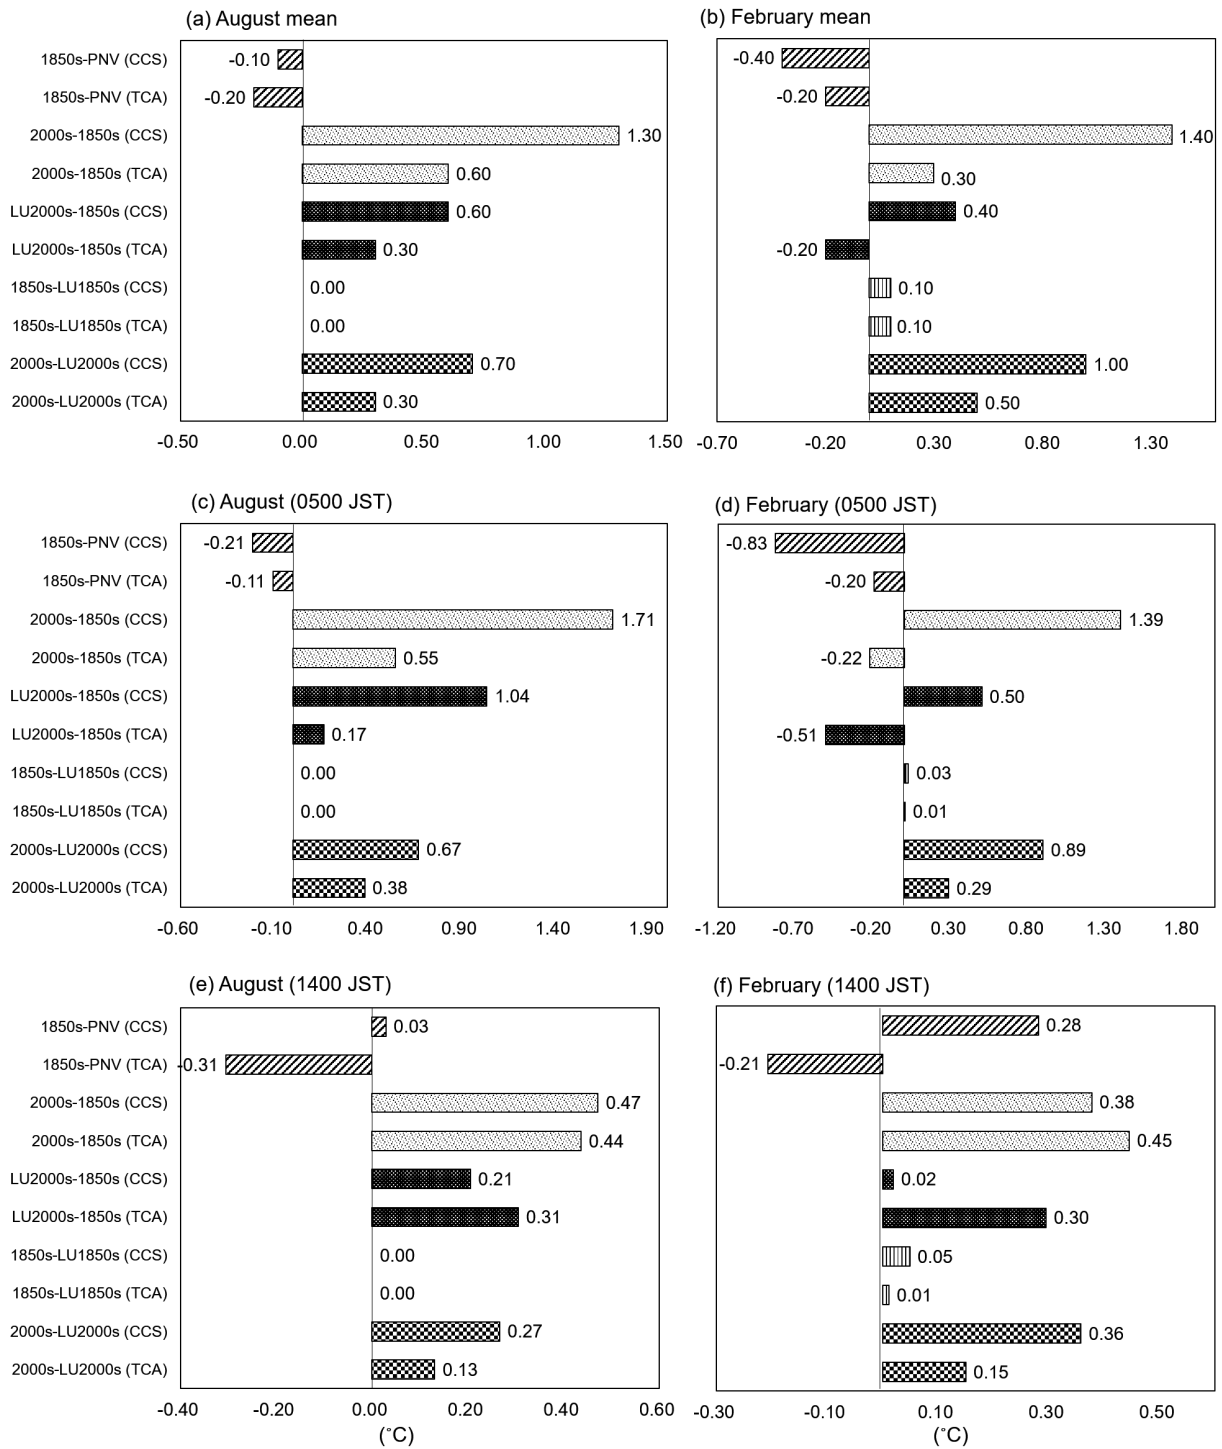 (a) August mean
1850s-PNV (CCS) -0.10
1850s-PNV (TCA) -0.20
2000s-1850s (CCS) 1.30
2000s-1850s (TCA) 0.60
LU2000s-1850s (CCS) 0.60
LU2000s-1850s (TCA) 0.30
1850s-LU1850s (CCS) 0.00
1850s-LU1850s (TCA) 0.00
2000s-LU2000s (CCS) 0.70
2000s-LU2000s (TCA) 0.30
-0.50 0.00 0.50 1.00 1.50
(b) February mean
-0.40
-0.20
1.40
0.30
0.40
-0.20
0.10
0.10
1.00
0.50
-0.70 -0.20 0.30 0.80 1.30
(c) August (0500 JST)
1850s-PNV (CCS) -0.21
1850s-PNV (TCA) -0.11
2000s-1850s (CCS) 1.71
2000s-1850s (TCA) 0.55
LU2000s-1850s (CCS) 1.04
LU2000s-1850s (TCA) 0.17
1850s-LU1850s (CCS) 0.00
1850s-LU1850s (TCA) 0.00
2000s-LU2000s (CCS) 0.67
2000s-LU2000s (TCA) 0.38
-0.60 -0.10 0.40 0.90 1.40 1.90
(d) February (0500 JST)
-0.83
-0.20
1.39
-0.22
0.50
-0.51
0.03
0.01
0.89
0.29
-1.20 -0.70 -0.20 0.30 0.80 1.30 1.80
(e) August (1400 JST)
1850s-PNV (CCS) 0.03
1850s-PNV (TCA) -0.31
2000s-1850s (CCS) 0.47
2000s-1850s (TCA) 0.44
LU2000s-1850s (CCS) 0.21
LU2000s-1850s (TCA) 0.31
1850s-LU1850s (CCS) 0.00
1850s-LU1850s (TCA) 0.00
2000s-LU2000s (CCS) 0.27
2000s-LU2000s (TCA) 0.13
-0.40 -0.20 0.00 0.20 0.40 0.60
(°C)
(f) February (1400 JST)
0.28
-0.21
0.38
0.45
0.02
0.30
0.05
0.01
0.36
0.15
-0.30 -0.10 0.10 0.30 0.50
(°C)